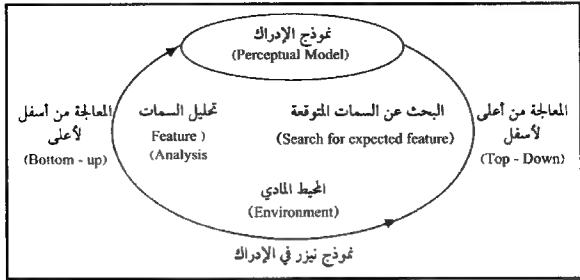 نموذج الإدراك
(Perceptual Model)
المعالجة من أعلى
لأسفل
(Top - Down)
البحث عن السمات المتوقعة
(Search for expected feature)
تحليل السمات
Feature )
(Analysis
المعالجة من أسفل
لأعلى
(Bottom - up)
المحيط المادي
(Environment)
نموذج نيزر في الإدراك